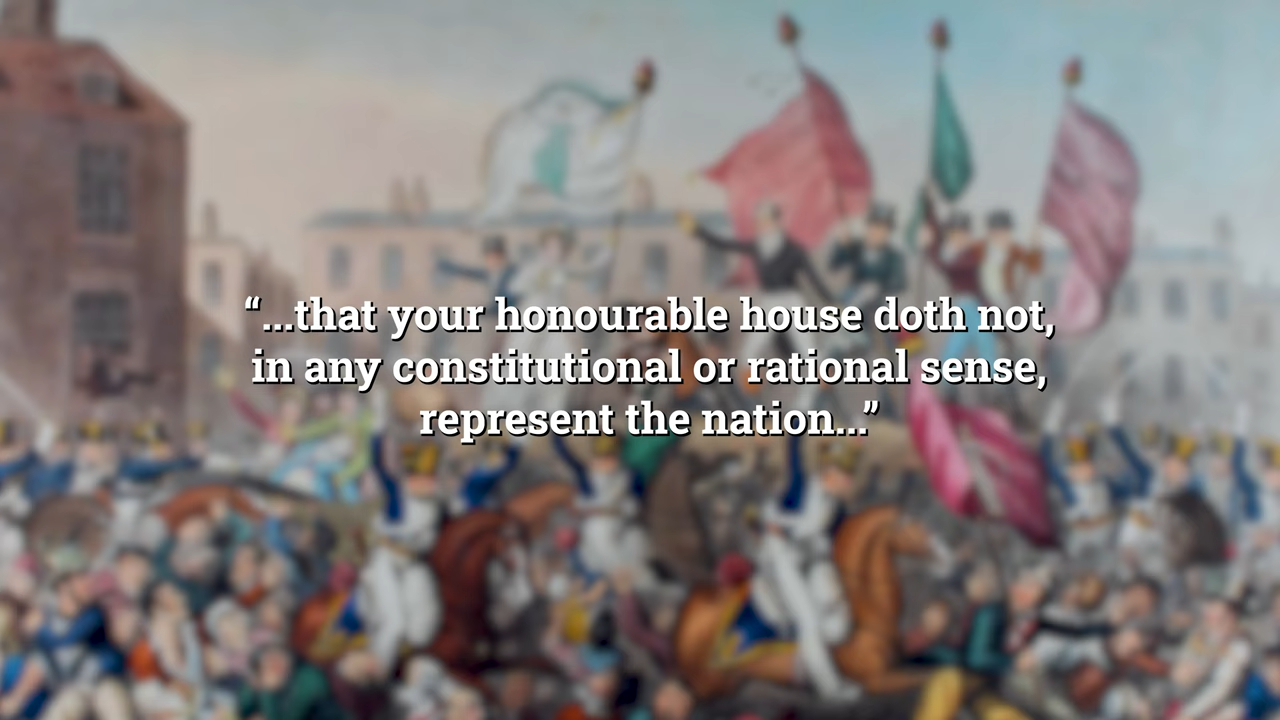 “...that your honourable house doth not,
in any constitutional or rational sense,
represent the nation...”